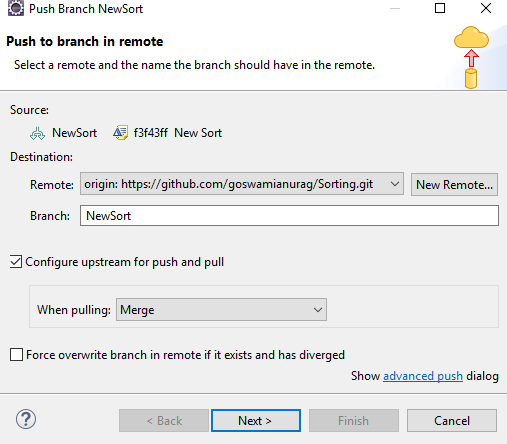 Push Branch NewSort
Push to branch in remote
Select a remote and the name the branch should have in the remote.
Source:
NewSort f3f43ff New Sort
Destination:
Remote: origin: https://github.com/goswamianurag/Sorting.git New Remote...
Branch: NewSort
Configure upstream for push and pull
When pulling: Merge
Force overwrite branch in remote if it exists and has diverged
Show advanced push dialog
? < Back Next > Finish Cancel